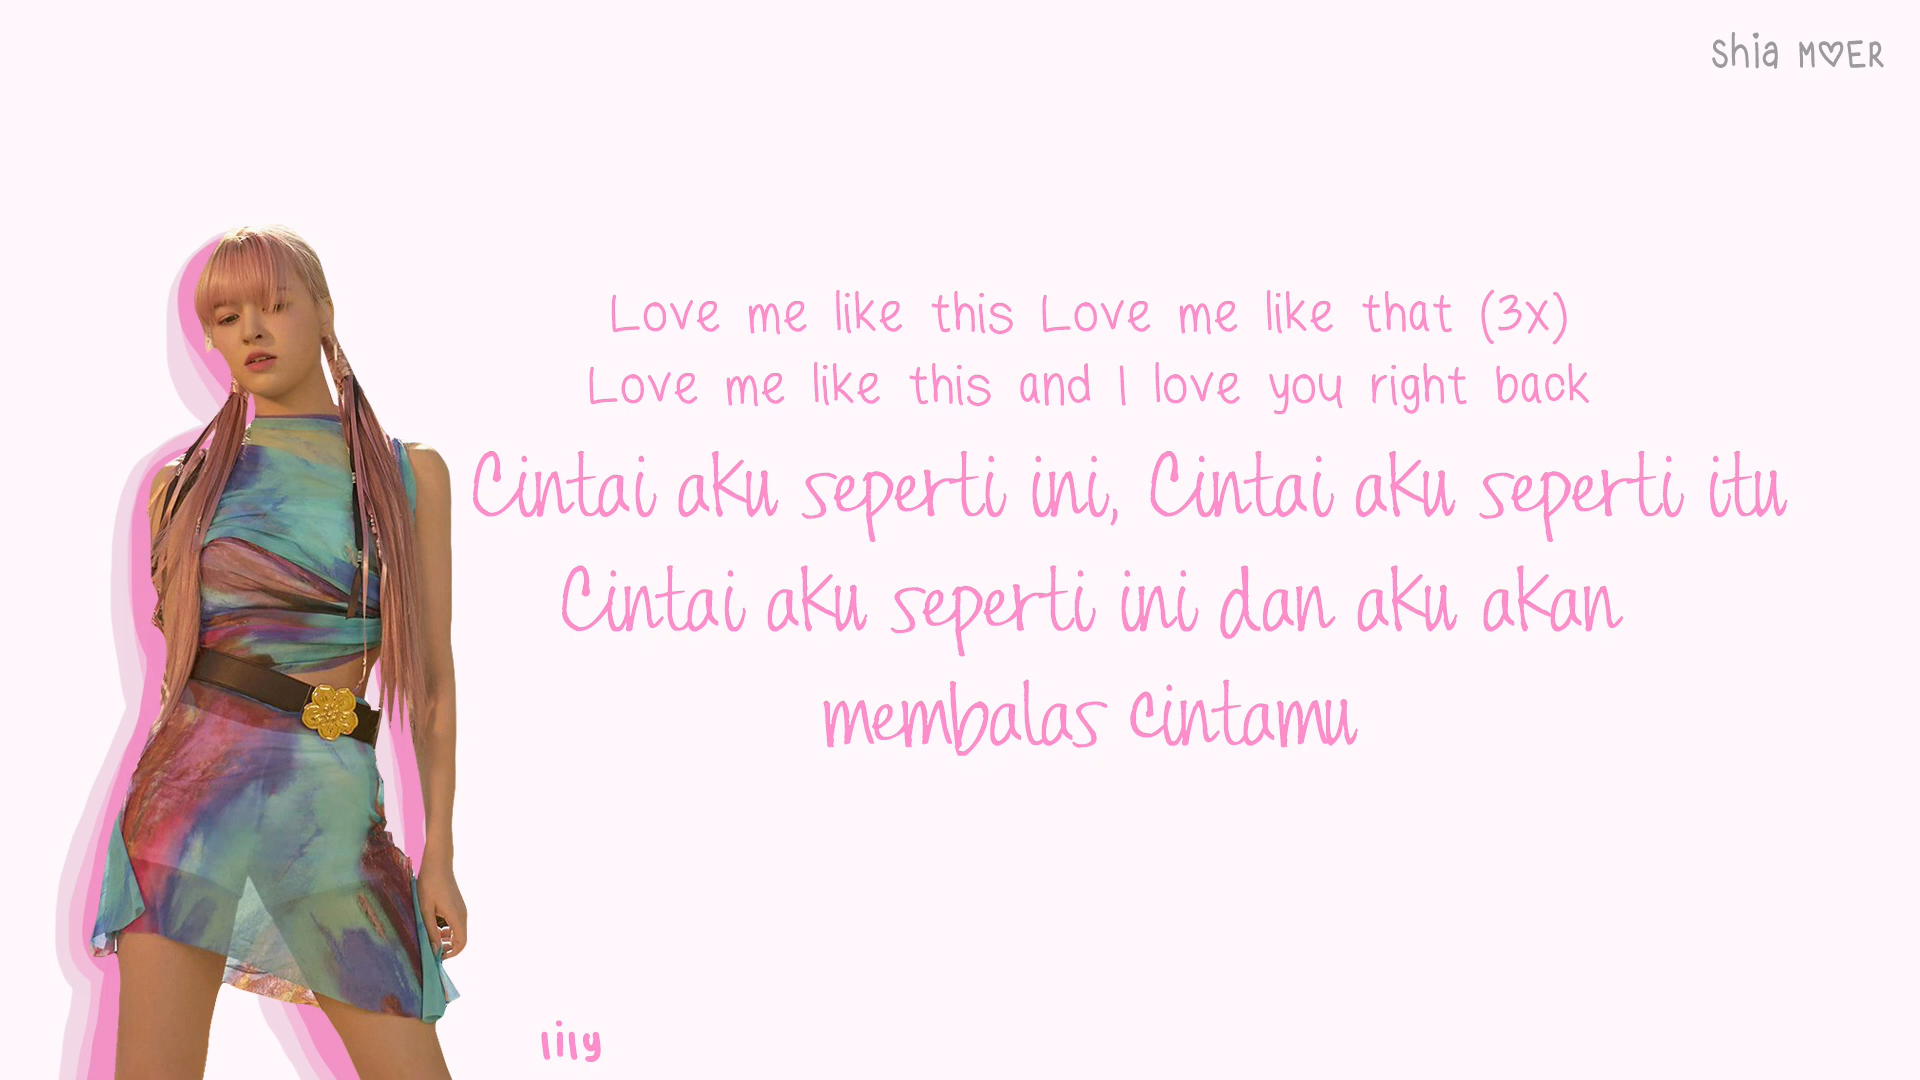 Shia M♡ER
Love me like this Love me like that (3x)
Love me like this and I love you right back
Cintai aku seperti ini, Cintai aku seperti itu
Cintai aku seperti ini dan aku akan
membalas cintamu
lily